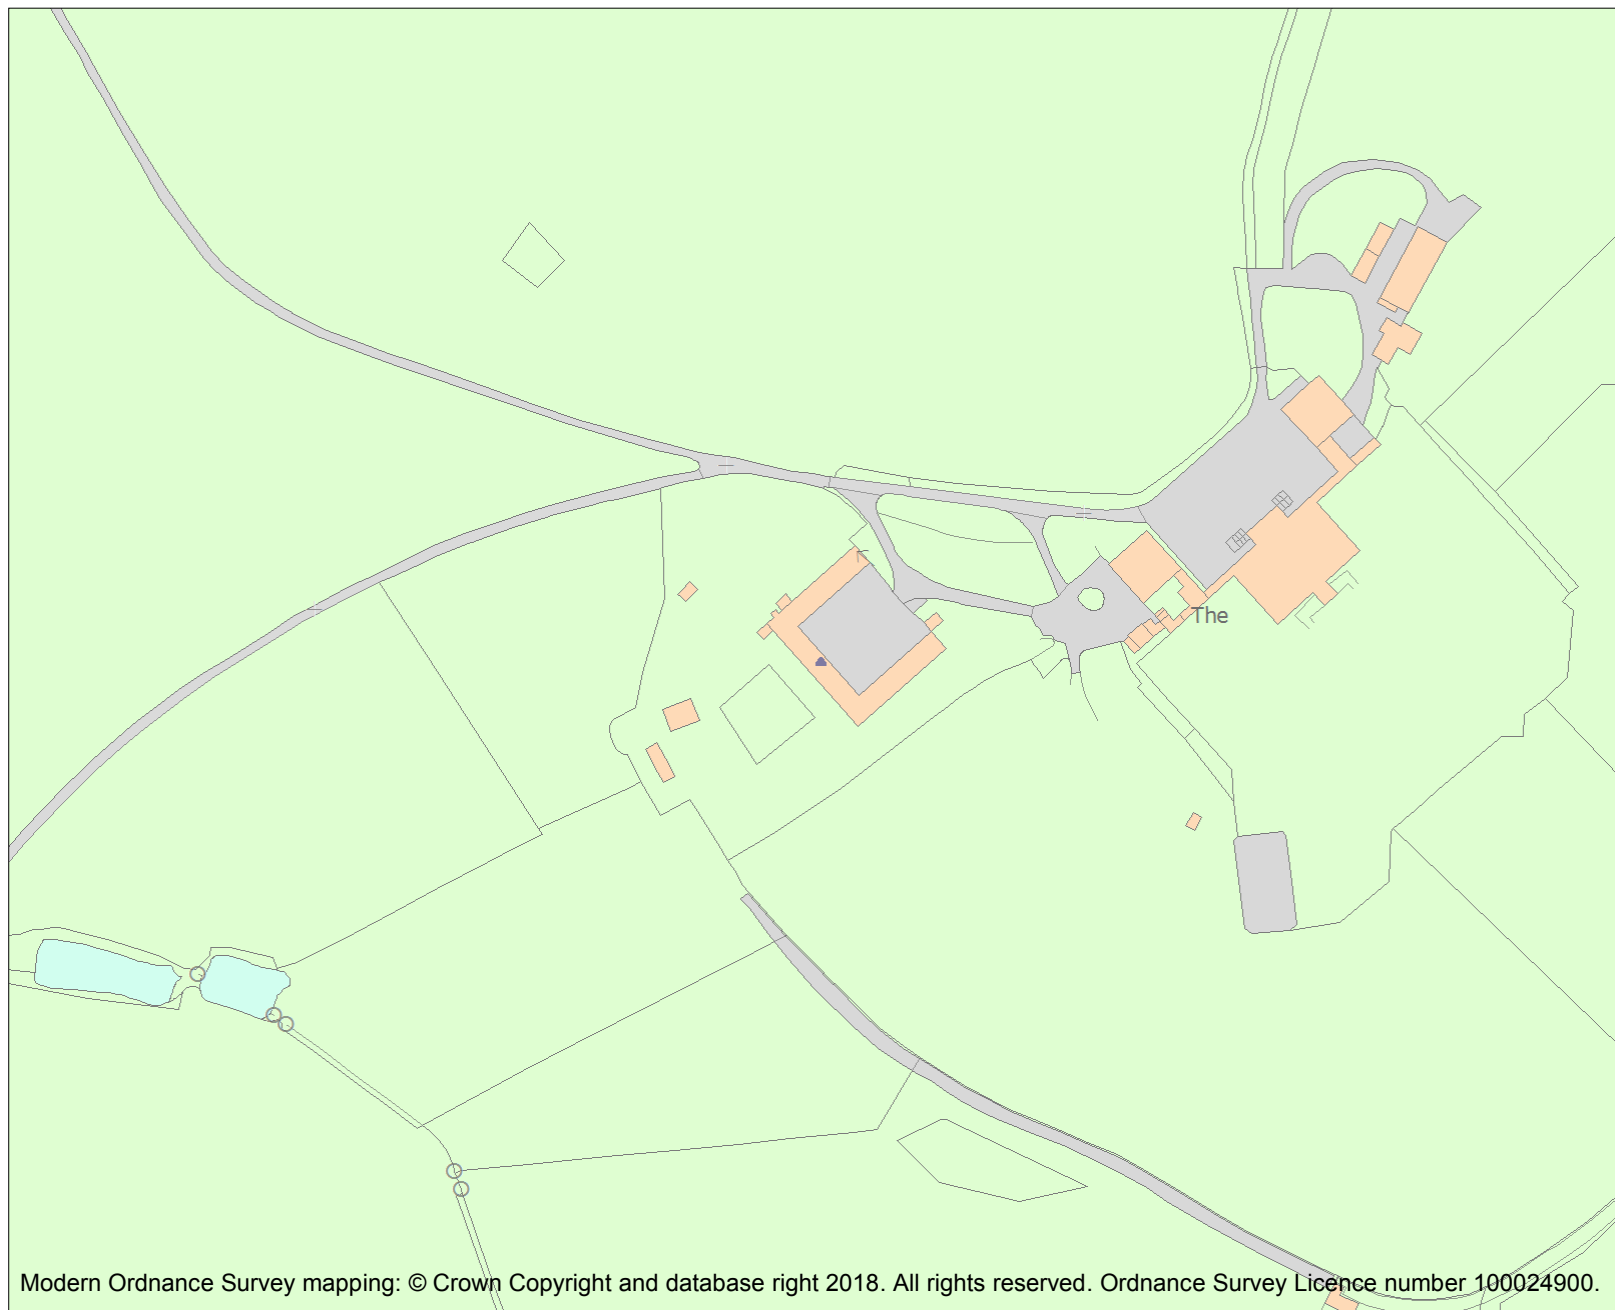 The
Modern Ordnance Survey mapping: © Crown Copyright and database right 2018. All rights reserved. Ordnance Survey Licence number 100024900.